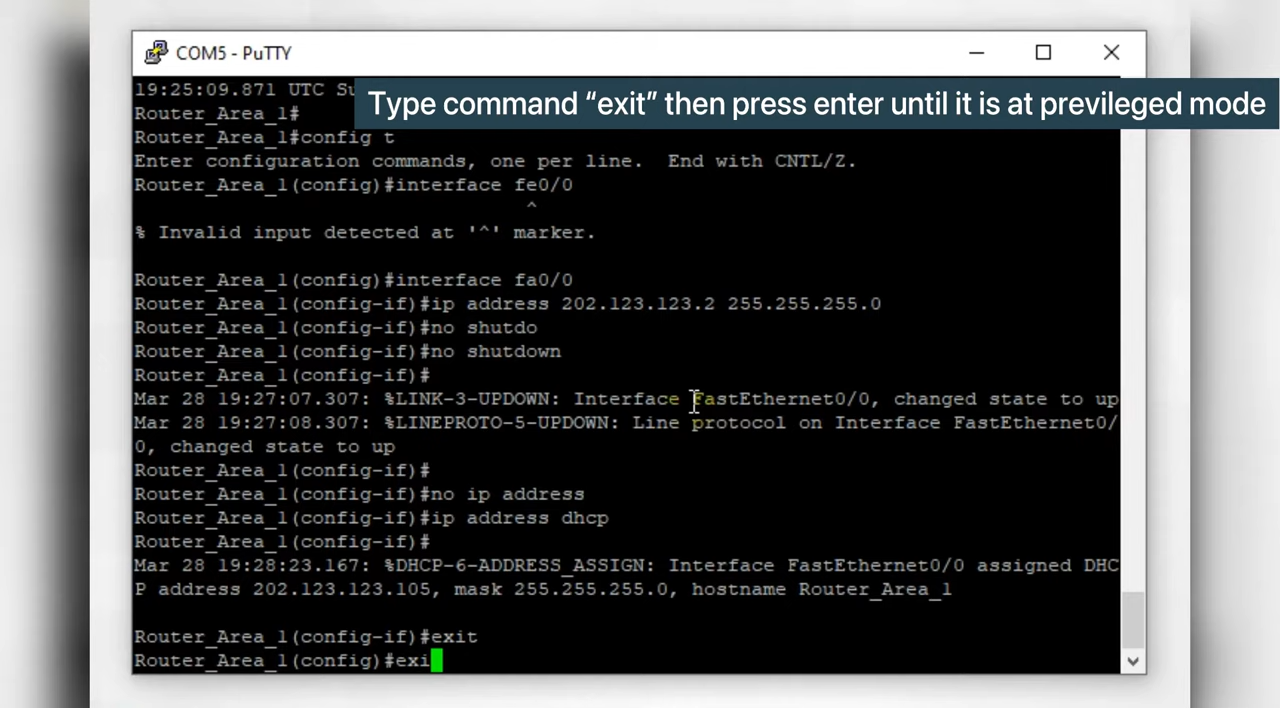 COM5 - PuTTY
19:25:09.871 UTC Su
Type command “exit” then press enter until it is at previleged mode
Router_Area_1#
Router_Area_1#config t
Enter configuration commands, one per line.  End with CNTL/Z.
Router_Area_1(config)#interface fe0/0
^
% Invalid input detected at '^' marker.
Router_Area_1(config)#interface fa0/0
Router_Area_1(config-if)#ip address 202.123.123.2 255.255.255.0
Router_Area_1(config-if)#no shutdo
Router_Area_1(config-if)#no shutdown
Router_Area_1(config-if)#
Mar 28 19:27:07.307: %LINK-3-UPDOWN: Interface FastEthernet0/0, changed state to up
Mar 28 19:27:08.307: %LINEPROTO-5-UPDOWN: Line protocol on Interface FastEthernet0/
0, changed state to up
Router_Area_1(config-if)#
Router_Area_1(config-if)#no ip address
Router_Area_1(config-if)#ip address dhcp
Router_Area_1(config-if)#
Mar 28 19:28:23.167: %DHCP-6-ADDRESS_ASSIGN: Interface FastEthernet0/0 assigned DHC
P address 202.123.123.105, mask 255.255.255.0, hostname Router_Area_1
Router_Area_1(config-if)#exit
Router_Area_1(config)#exi